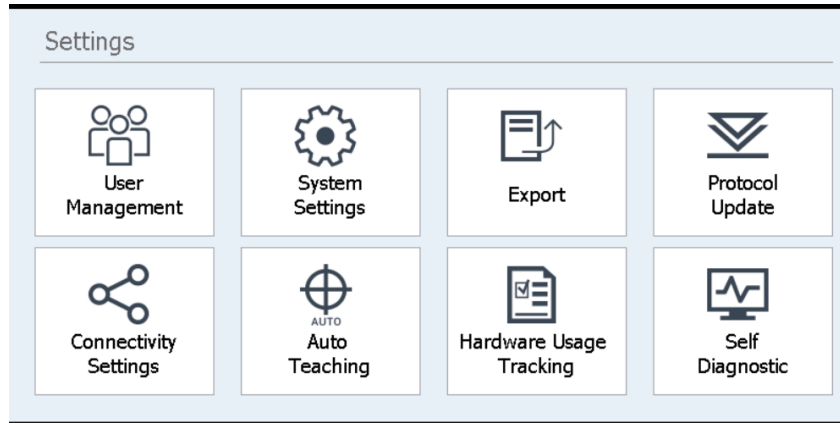 Settings
User
Management
System
Settings
Export
Protocol
Update
Connectivity
Settings
AUTO
Auto
Teaching
Hardware Usage
Tracking
Self
Diagnostic